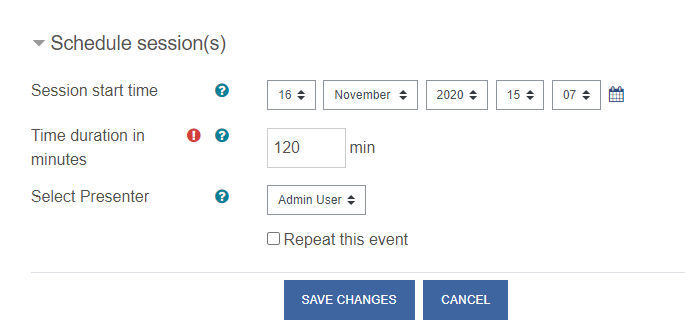 Schedule session(s)
Session start time ? 16 November 2020 15 07
Time duration in minutes ! ? 120 min
Select Presenter ? Admin User
Repeat this event
SAVE CHANGES CANCEL